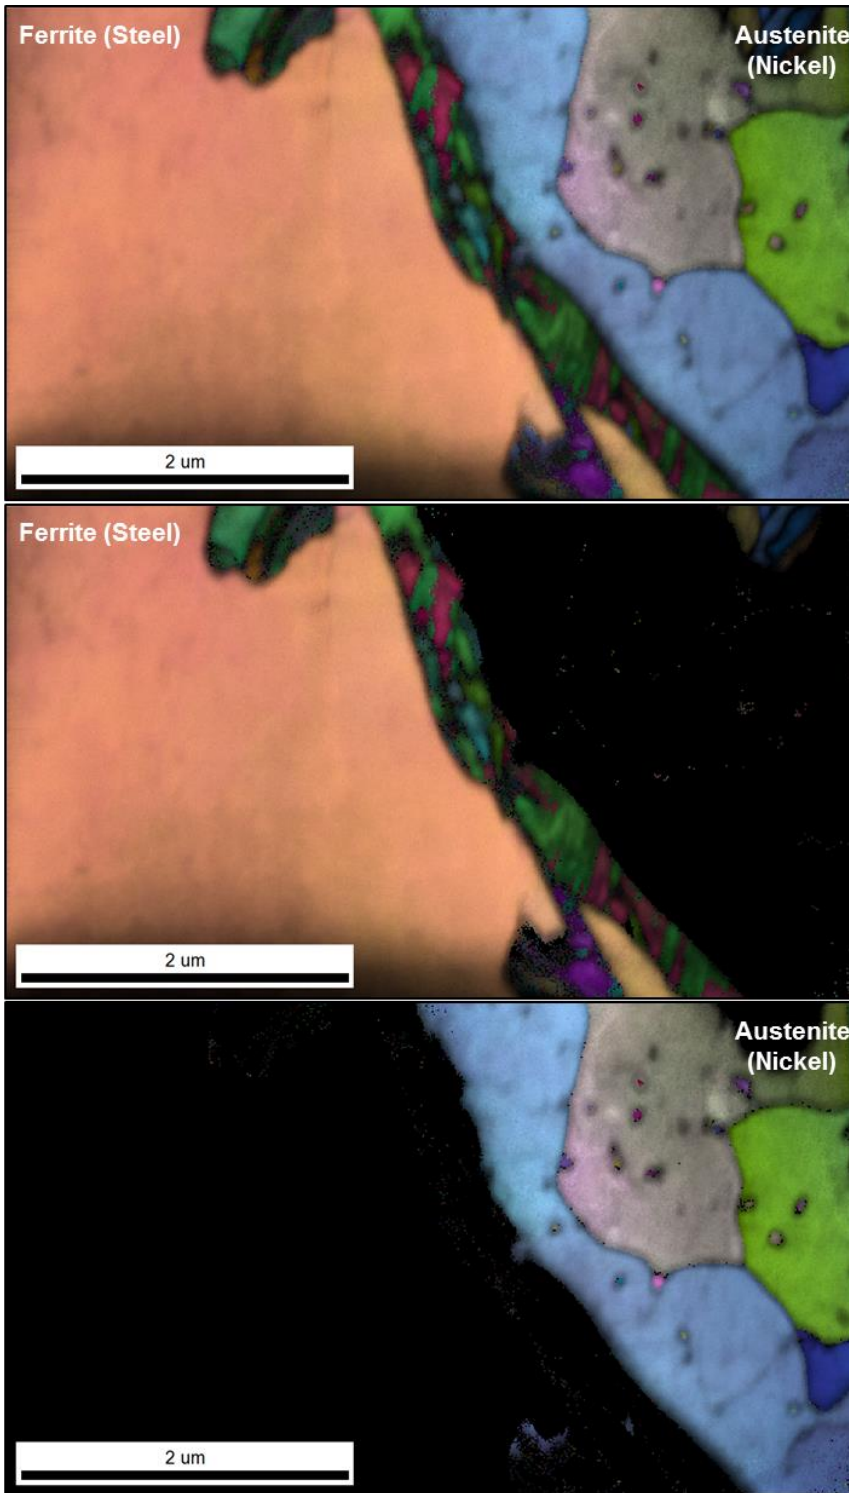 Ferrite (Steel)
Austenite
(Nickel)
2 um
Ferrite (Steel)
2 um
Austenite
(Nickel)
2 um